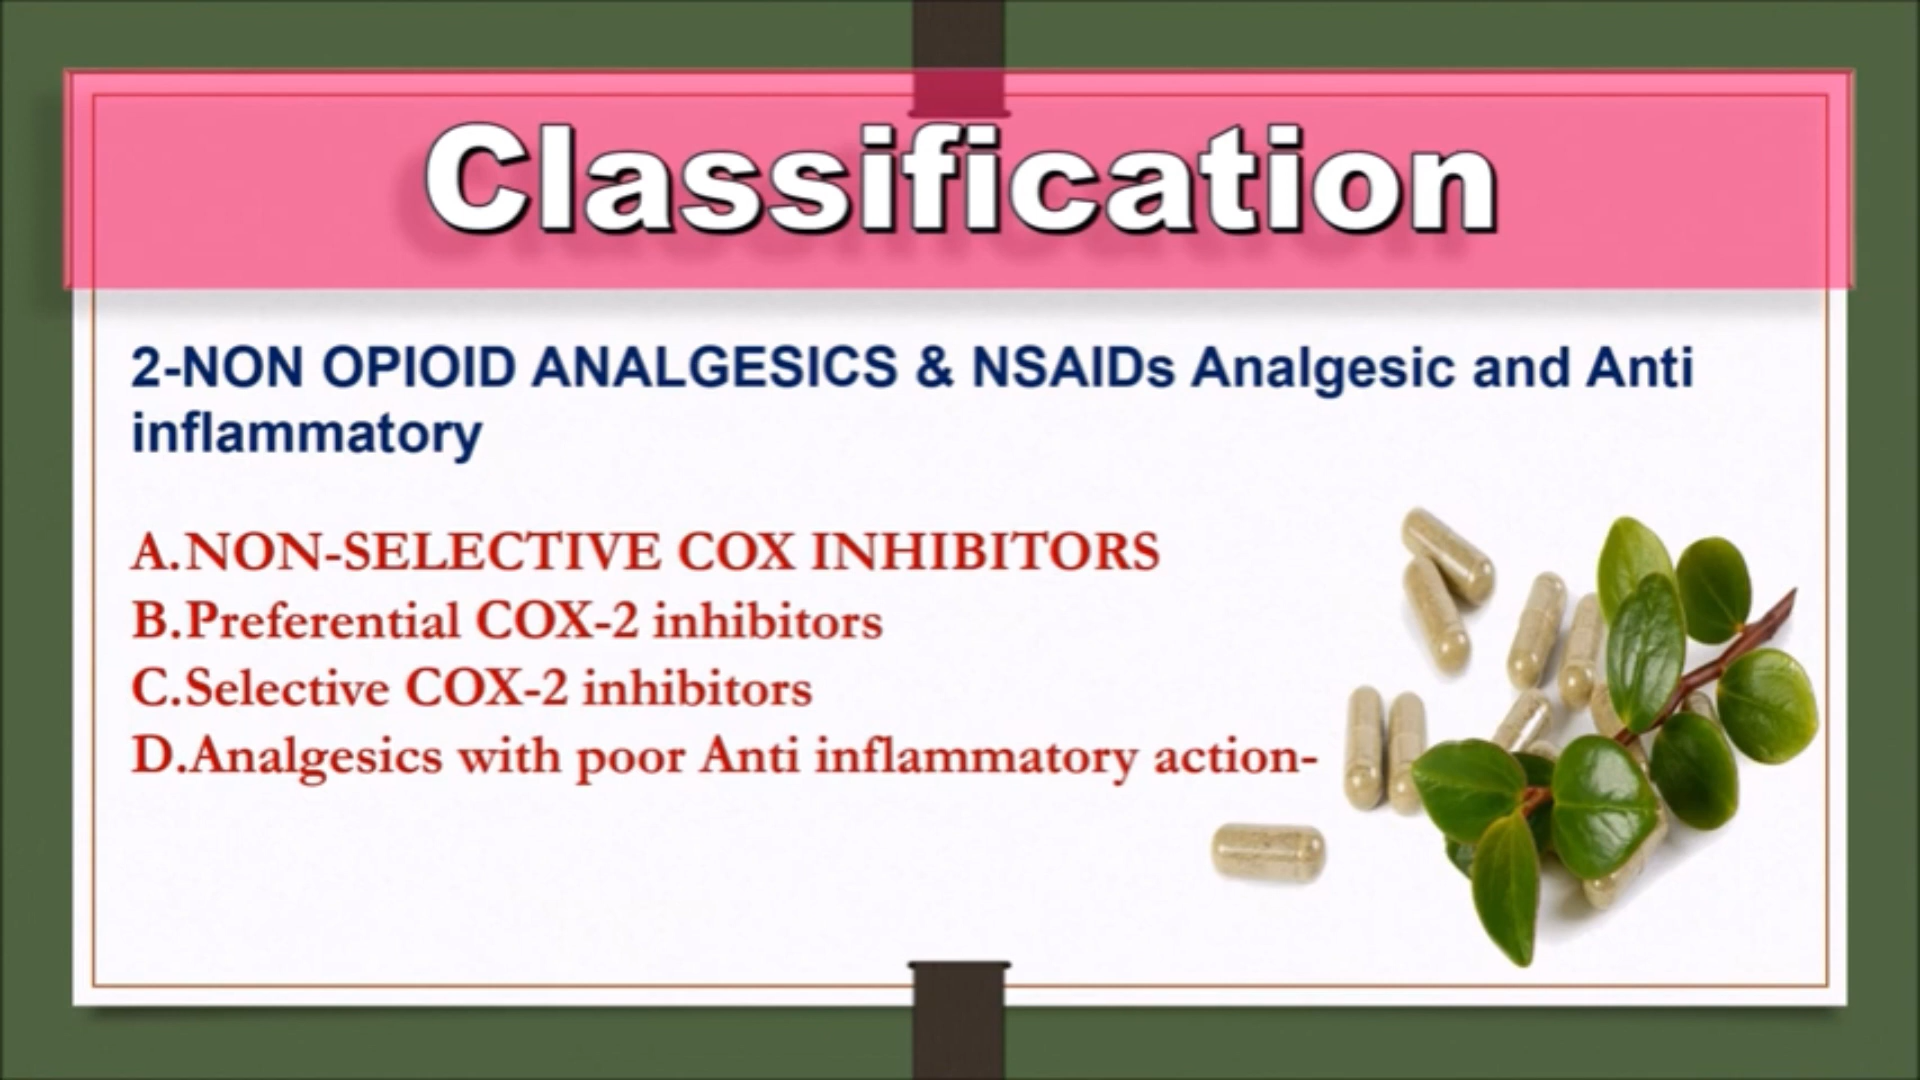 Classification
2-NON OPIOID ANALGESICS & NSAIDs Analgesic and Anti
inflammatory
A.NON-SELECTIVE COX INHIBITORS
B.Preferential COX-2 inhibitors
C.Selective COX-2 inhibitors
D.Analgesics with poor Anti inflammatory action-